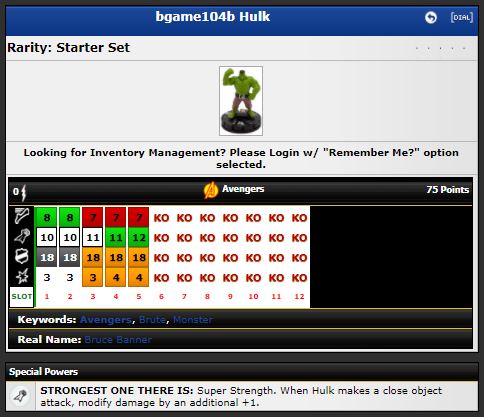 bgame104b Hulk
[DIAL]
Rarity: Starter Set
Looking for Inventory Management? Please Login w/ "Remember Me?" option
selected.
0 Avengers 75 Points
8 8 7 7 7 KO KO KO KO KO KO KO
10 10 11 11 12 KO KO KO KO KO KO KO
18 18 18 18 18 KO KO KO KO KO KO KO
3 3 3 4 4 KO KO KO KO KO KO KO
SLOT 1 2 3 4 5 6 7 8 9 10 11 12
Keywords: Avengers, Brute, Monster
Real Name: Bruce Banner
Special Powers
STRONGEST ONE THERE IS: Super Strength. When Hulk makes a close object
attack, modify damage by an additional +1.